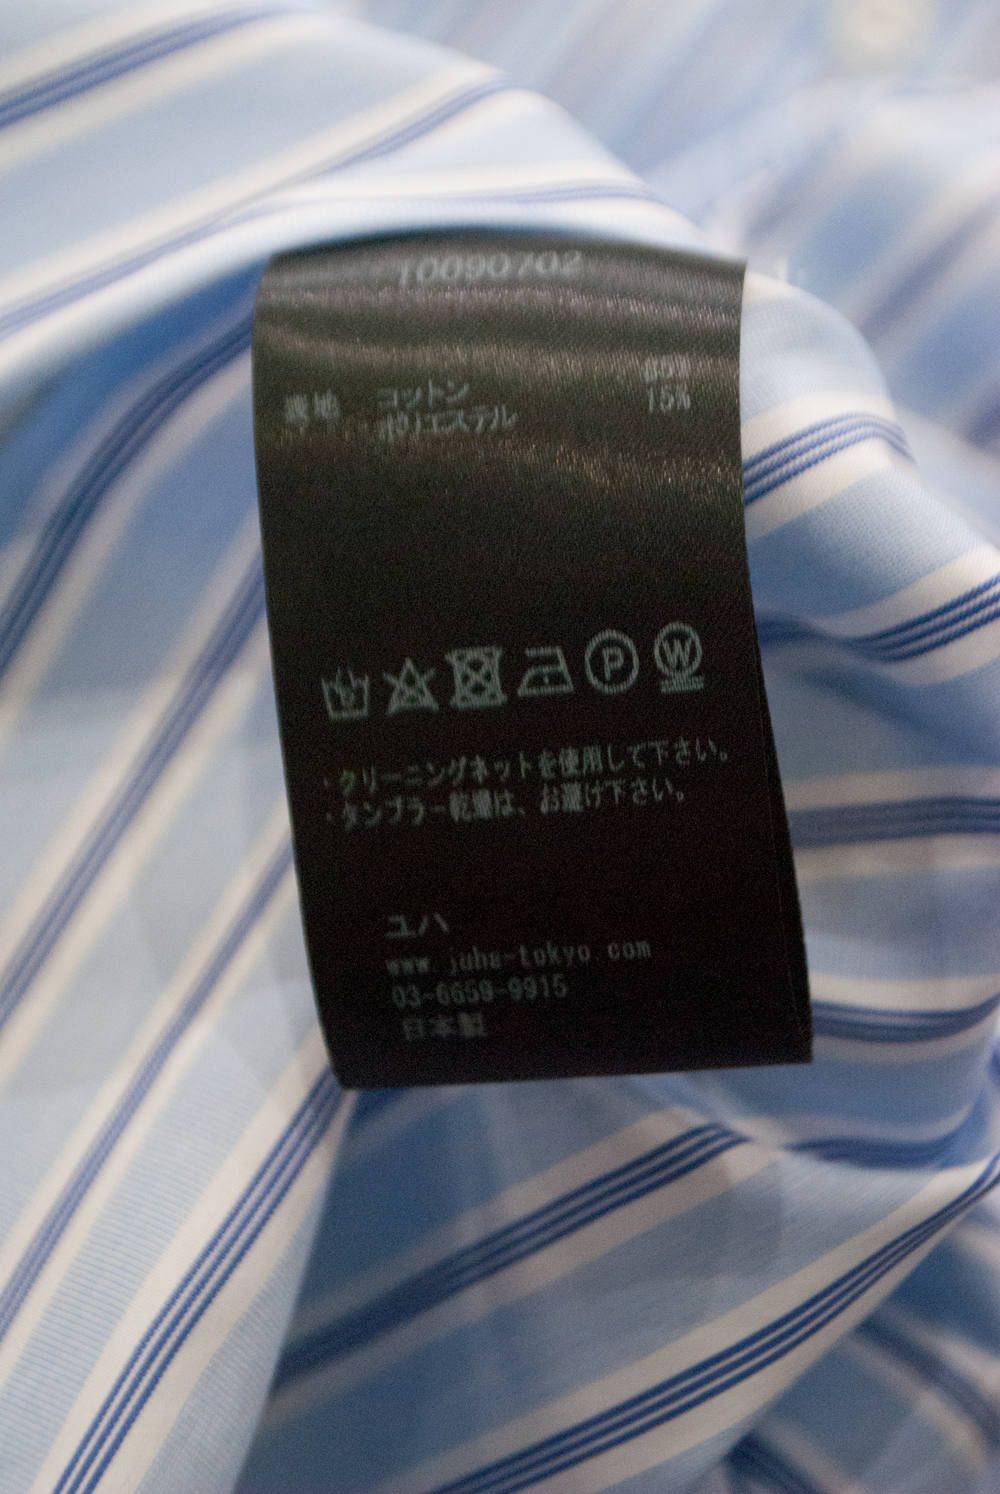 10090702
表地 コットン
ポリエステル 15%
P W
・クリーニングネットを使用して下さい。
・タンブラー乾燥は、お避け下さい。
ユハ
www.juha-tokyo.com
03-6659-9915
日本製